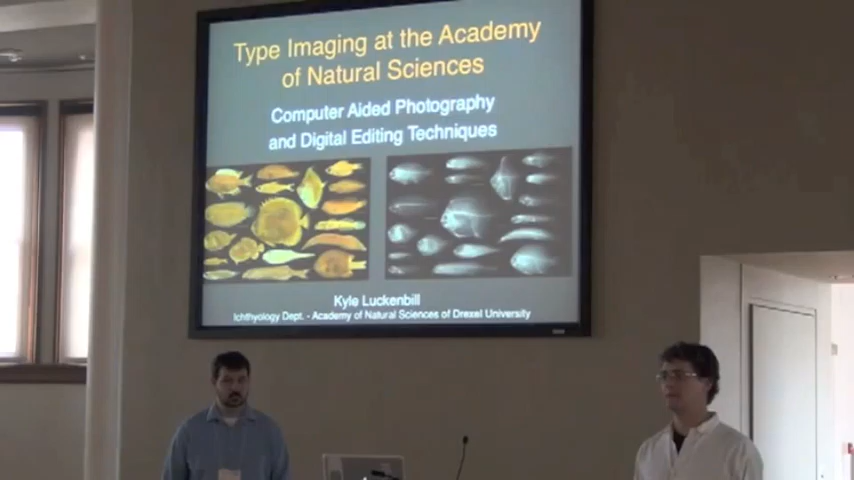 Type Imaging at the Academy
of Natural Sciences
Computer Aided Photography
and Digital Editing Techniques
Kyle Luckenbill
Ichthyology Dept. - Academy of Natural Sciences of Drexel University